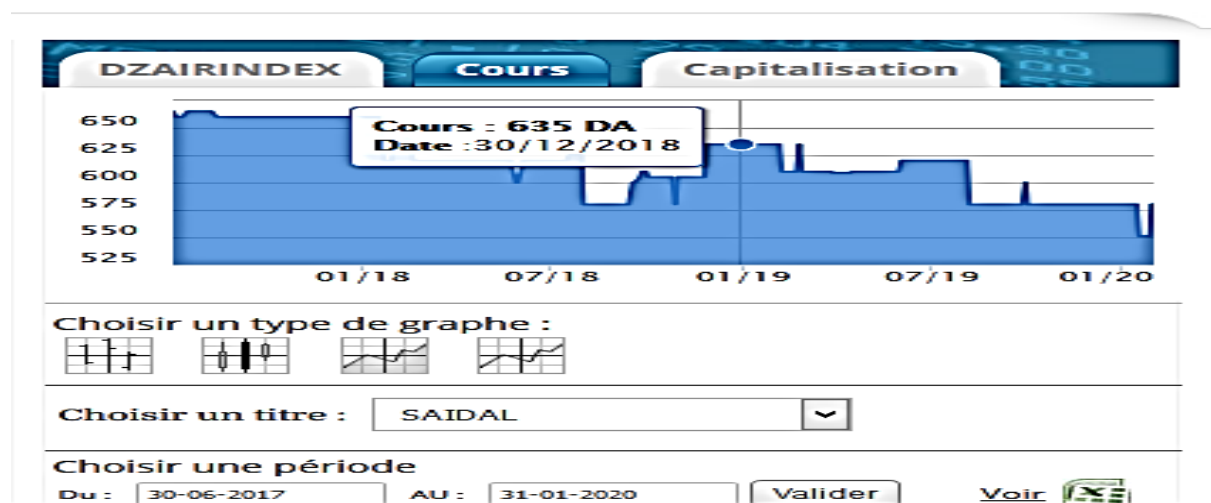 DZAIRINDEX Cours Capitalisation
650
625
600
575
550
525
Cours : 635 DA
Date :30/12/2018
01/18 07/18 01/19 07/19 01/20
Choisir un type de graphe :
Choisir un titre : SAIDAL
Choisir une période
Du : 30-06-2017 AU : 31-01-2020 Valider Voir